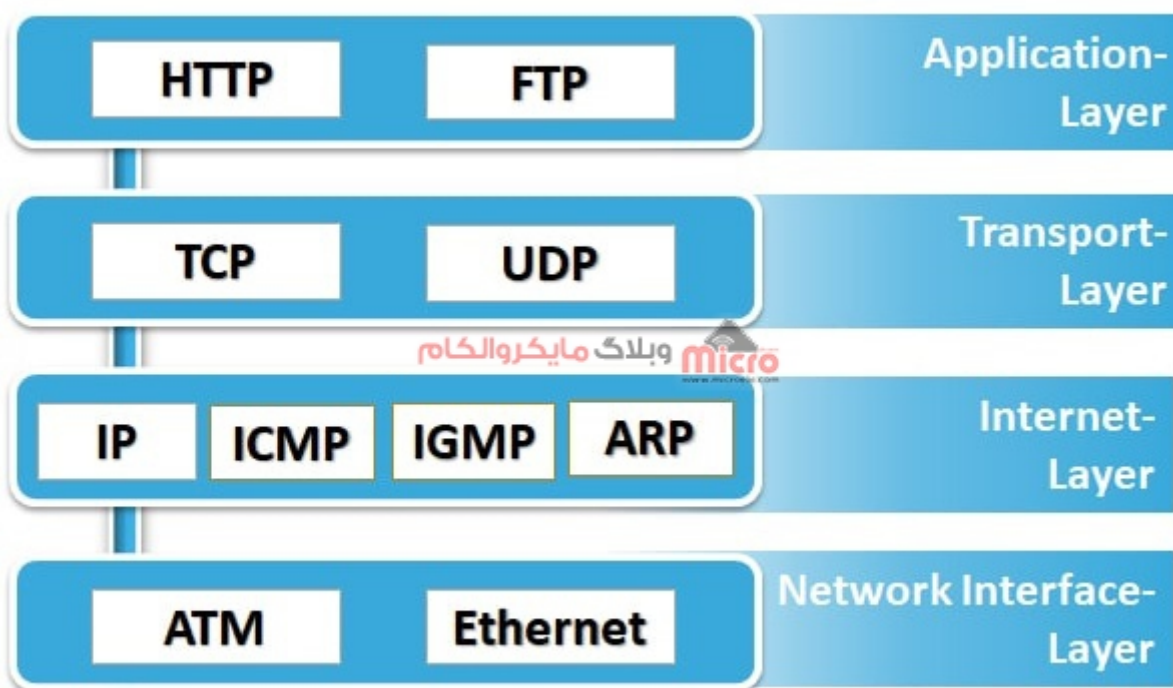 HTTP
FTP
Application-
Layer
TCP
UDP
Transport-
Layer
وبلاگ مایکروالکام
micro
IP
ICMP
IGMP
ARP
Internet-
Layer
ATM
Ethernet
Network Interface-
Layer